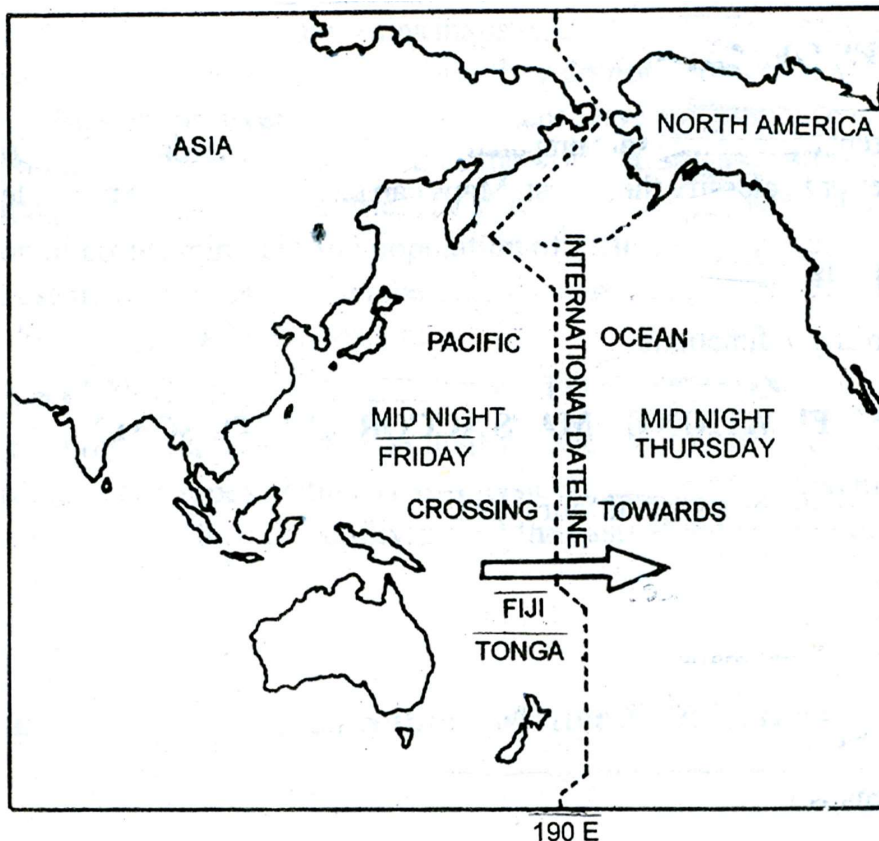 ASIA
NORTH AMERICA
INTERNATIONAL DATELINE
PACIFIC
OCEAN
MID NIGHT
FRIDAY
MID NIGHT
THURSDAY
CROSSING
TOWARDS
FIJI
TONGA
190 E